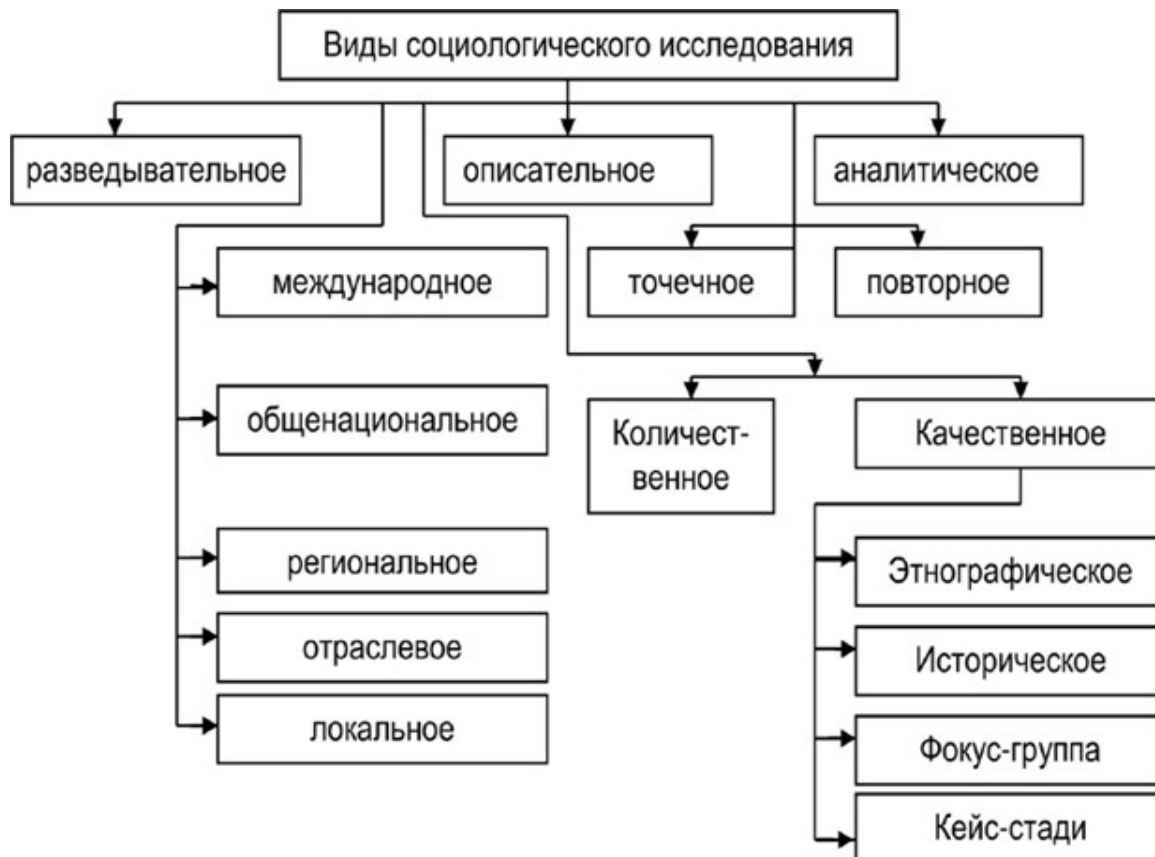 Виды социологического исследования
разведывательное
описательное
аналитическое
международное
точечное
повторное
общенациональное
Количест-
венное
Качественное
региональное
Этнографическое
отраслевое
Историческое
локальное
Фокус-группа
Кейс-стади